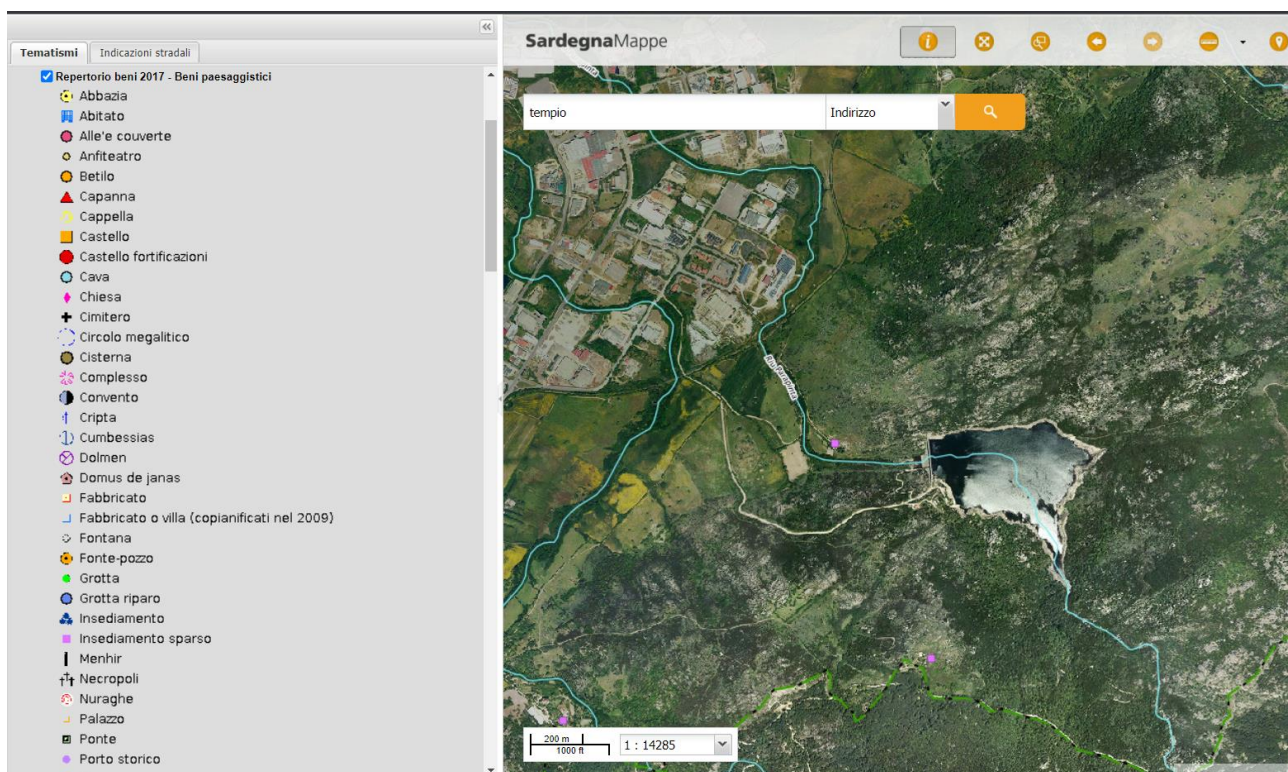 SardegnaMappe
Tematismi
Indicazioni stradali
Repertorio beni 2017 - Beni paesaggistici
Abbazia
Abitato
Alle'e couverte
Anfiteatro
Betilo
Capanna
Cappella
Castello
Castello fortificazioni
Cava
Chiesa
Cimitero
Circolo megalitico
Cisterna
Complesso
Convento
Cripta
Cumbessias
Dolmen
Domus de janas
Fabbricato
Fabbricato o villa (copianificati nel 2009)
Fontana
Fonte-pozzo
Grotta
Grotta riparo
Insediamento
Insediamento sparso
Menhir
Necropoli
Nuraghe
Palazzo
Ponte
Porto storico
tempio
Indirizzo
200 m
1000 ft
1 : 14285